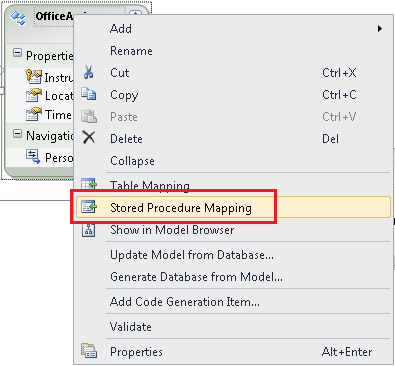 OfficeAssi
Add
Rename
Cut Ctrl+X
Copy Ctrl+C
Paste Ctrl+V
Delete Del
Collapse
Table Mapping
Stored Procedure Mapping
Show in Model Browser
Update Model from Database...
Generate Database from Model...
Add Code Generation Item...
Validate
Properties Alt+Enter
Propertie
Instru
Locat
Time
Navigatio
Perso